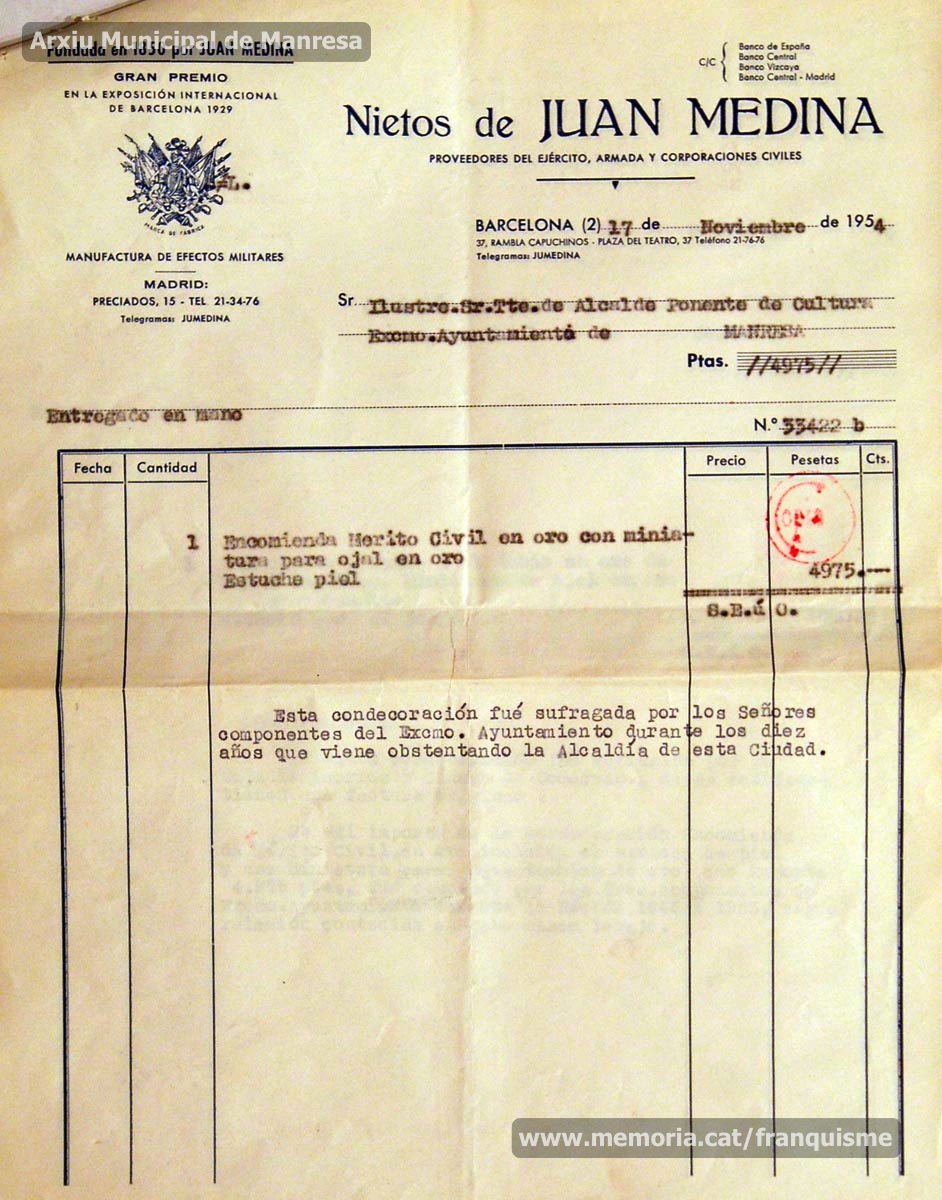 Arxiu Municipal de Manresa
Fundada en 1830 por JUAN MEDINA
GRAN PREMIO
EN LA EXPOSICIÓN INTERNACIONAL
DE BARCELONA 1929
MARCA DE FABRICA
MANUFACTURA DE EFECTOS MILITARES
MADRID:
PRECIADOS, 15 - TEL. 21-34-76
Telegramas: JUMEDINA
C/C
Banco de España
Banco Central
Banco Vizcaya
Banco Central - Madrid
Nietos de JUAN MEDINA
PROVEEDORES DEL EJÉRCITO, ARMADA Y CORPORACIONES CIVILES
BARCELONA (2) 17 de Noviembre de 1954
37, RAMBLA CAPUCHINOS - PLAZA DEL TEATRO, 37 Teléfono 21-76-76
Telegramas: JUMEDINA
Sr. Ilustre.Sr.Tte.de Alcalde Ponente de Cultura
Excmo.Ayuntamientó de MANRESA
Ptas. //4975//
Entregado en mano
N.º 33422 b
Fecha Cantidad Precio Pesetas Cts.
1 Encomienda Merito Civil en oro con minia-
tura para ojal en oro
Estuche piel 4975.---
S.E.ú O.
Esta condecoración fué sufragada por los Señores
componentes del Excmo. Ayuntamiento durante los diez
años que viene obstentando la Alcaldía de esta Ciudad.
www.memoria.cat/franquisme